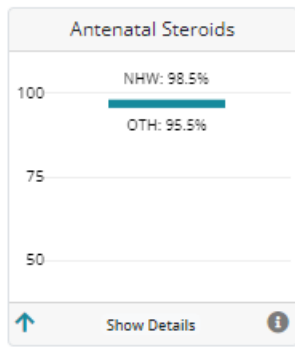 Antenatal Steroids
NHW: 98.5%
100
OTH: 95.5%
75
50
Show Details